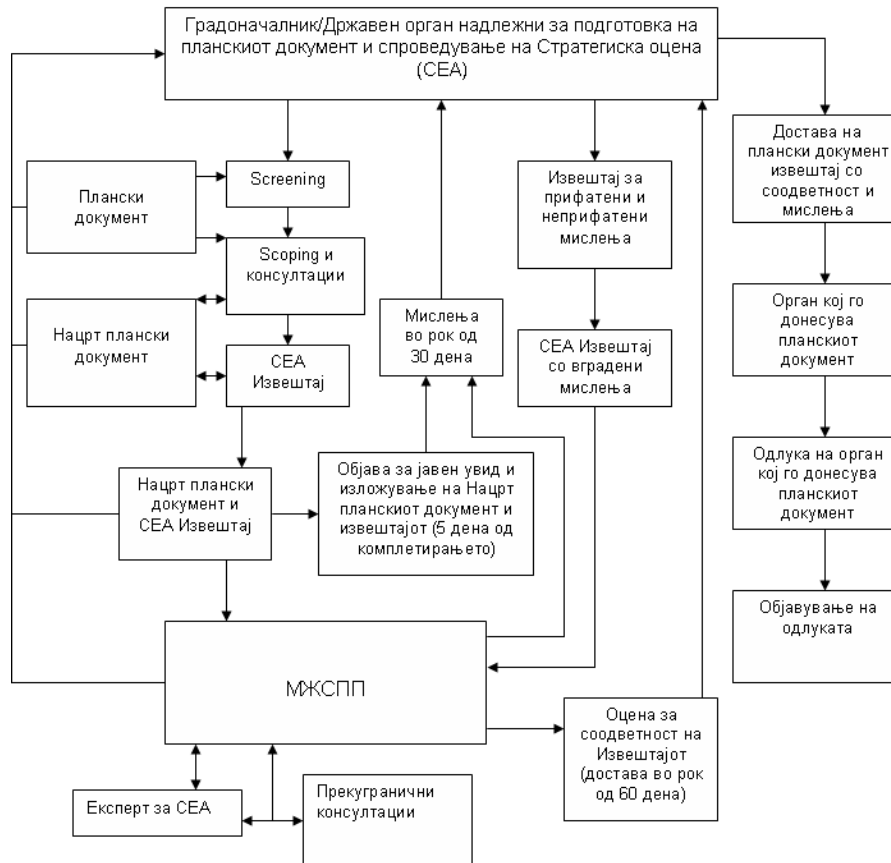 Градоначалник/Државен орган надлежни за подготовка на
планскиот документ и спроведување на Стратегиска оцена
(СЕА)
Плански
документ
Screening
Scoping и
консултации
Нацрт плански
документ
СЕА
Извештај
Нацрт плански
документ и
СЕА Извештај
Мислења
во рок од
30 дена
Објава за јавен увид и
изложување на Нацрт
планскиот документ и
извештајот (5 дена од
комплетирањето)
Извештај за
прифатени и
неприфатени
мислења
СЕА Извештај
со вградени
мислења
Достава на
плански документ
извештај со
соодветност и
мислења
Орган кој го
донесува
планскиот
документ
Одлука на орган
кој го донесува
планскиот
документ
Објавување на
одлуката
МЖСПП
Оцена за
соодветност на
Извештајот
(достава во рок
од 60 дена)
Експерт за СЕА
Прекугранични
консултации